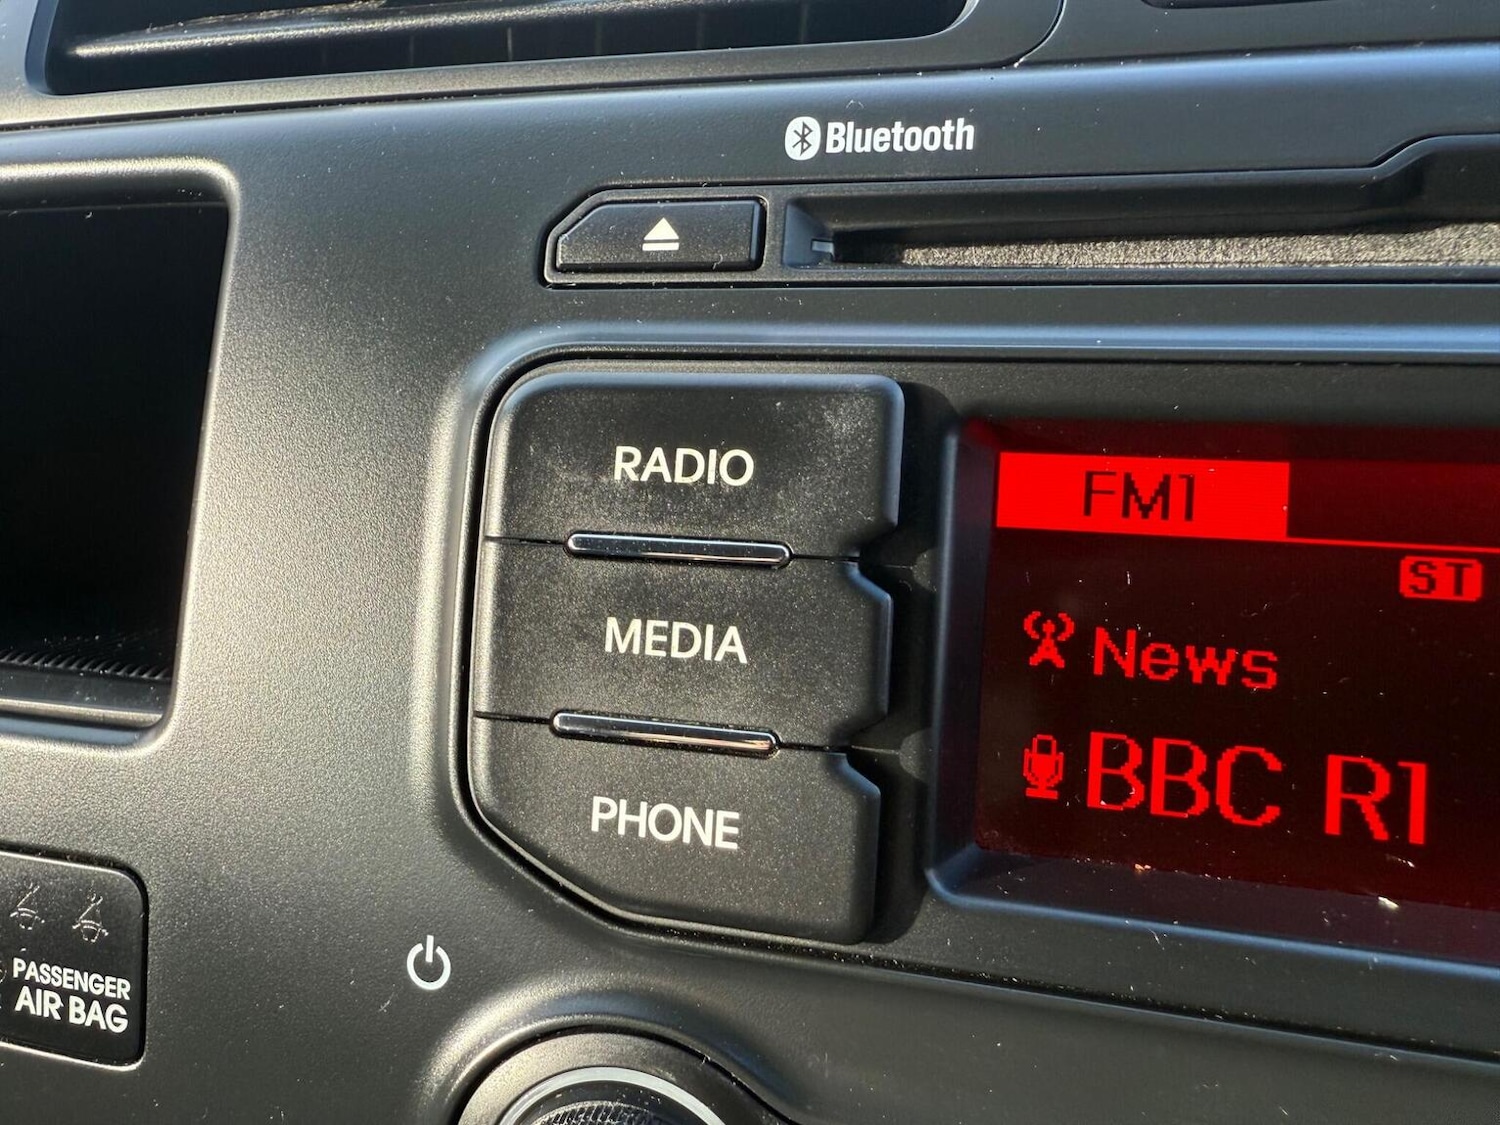 Bluetooth
RADIO
MEDIA
PHONE
FM1
ST
News
BBC R1
PASSENGER
AIR BAG